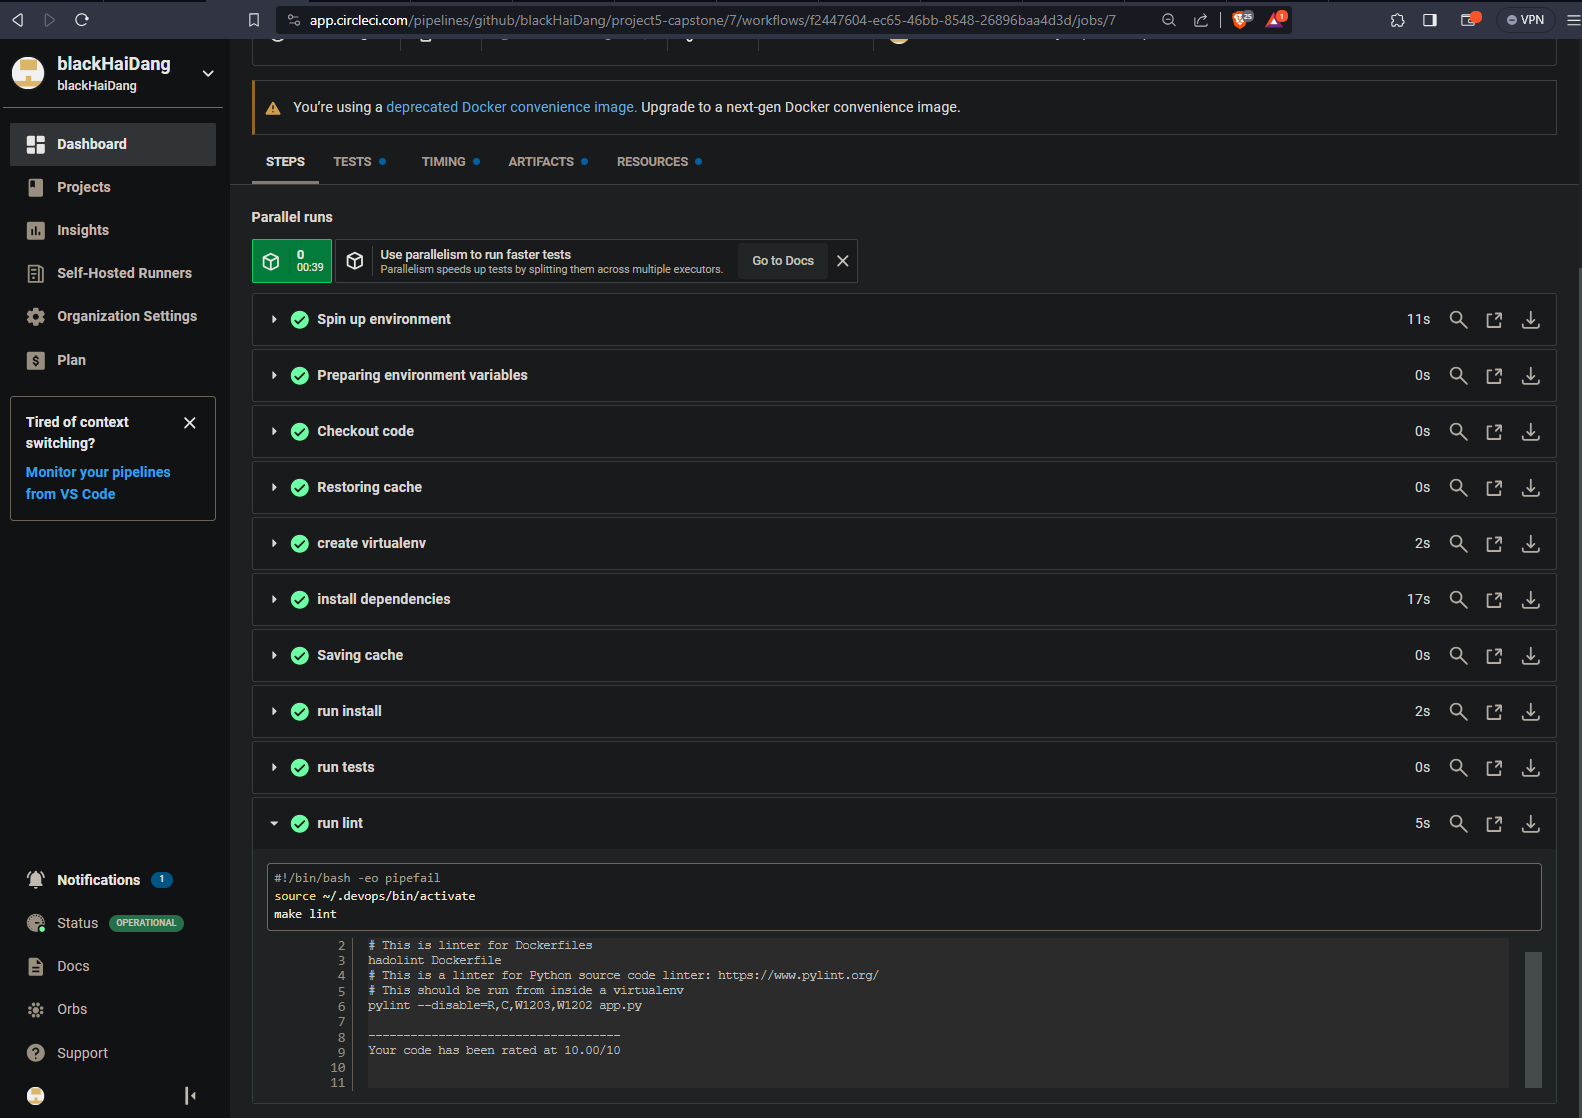 app.circleci.com/pipelines/github/blackHaiDang/project5-capstone/7/workflows/f2447604-ec65-46bb-8548-26896baa4d3d/jobs/7
25
1
VPN
blackHaiDang
blackHaiDang
Dashboard
Projects
Insights
Self-Hosted Runners
Organization Settings
Plan
Tired of context
switching?
Monitor your pipelines
from VS Code
Notifications 1
Status OPERATIONAL
Docs
Orbs
Support
You’re using a deprecated Docker convenience image. Upgrade to a next-gen Docker convenience image.
STEPS TESTS TIMING ARTIFACTS RESOURCES
Parallel runs
0
00:39
Use parallelism to run faster tests
Parallelism speeds up tests by splitting them across multiple executors.
Go to Docs
Spin up environment 11s
Preparing environment variables 0s
Checkout code 0s
Restoring cache 0s
create virtualenv 2s
install dependencies 17s
Saving cache 0s
run install 2s
run tests 0s
run lint 5s
#!/bin/bash -eo pipefail
source ~/.devops/bin/activate
make lint
2 # This is linter for Dockerfiles
3 hadolint Dockerfile
4 # This is a linter for Python source code linter: https://www.pylint.org/
5 # This should be run from inside a virtualenv
6 pylint --disable=R,C,W1203,W1202 app.py
7
8 ------------------------------------
9 Your code has been rated at 10.00/10
10
11